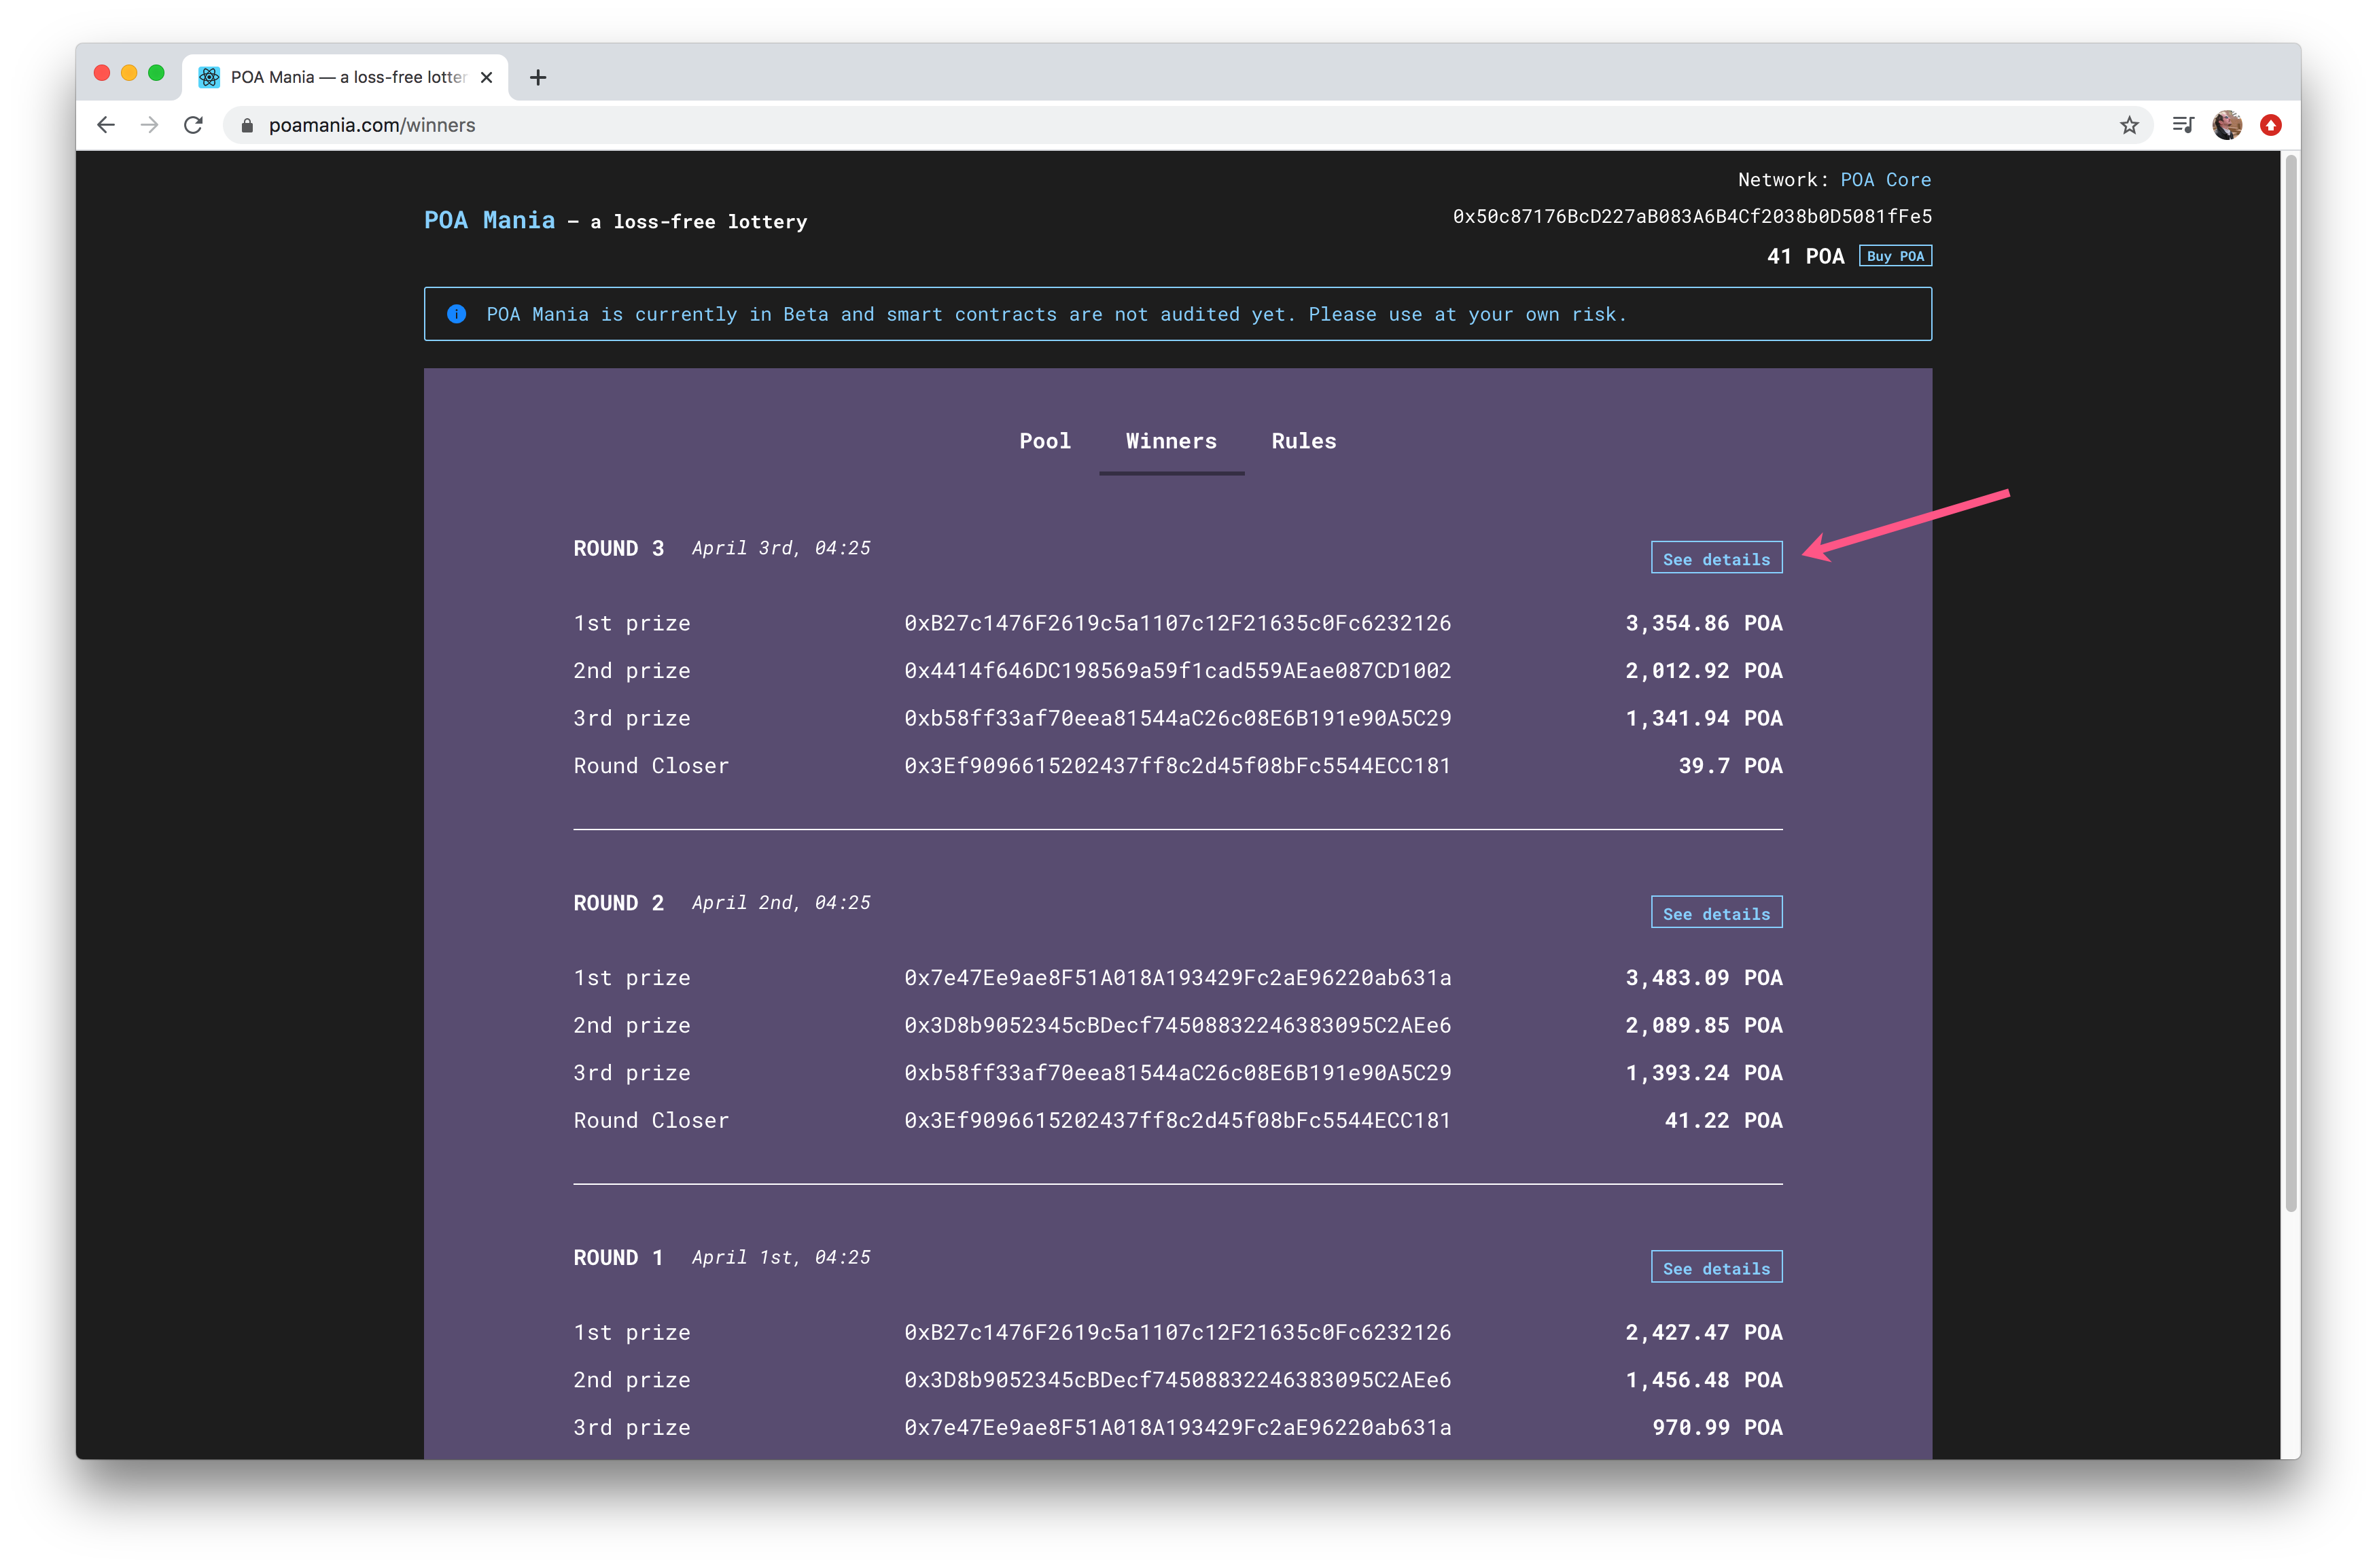 POA Mania — a loss-free lotter
poamania.com/winners
Network: POA Core
POA Mania — a loss-free lottery
0x50c87176BcD227aB083A6B4Cf2038b0D5081fFe5
41 POA Buy POA
POA Mania is currently in Beta and smart contracts are not audited yet. Please use at your own risk.
Pool Winners Rules
ROUND 3 April 3rd, 04:25 See details
1st prize 0xB27c1476F2619c5a1107c12F21635c0Fc6232126 3,354.86 POA
2nd prize 0x4414f646DC198569a59f1cad559AEae087CD1002 2,012.92 POA
3rd prize 0xb58ff33af70eea81544aC26c08E6B191e90A5C29 1,341.94 POA
Round Closer 0x3Ef9096615202437ff8c2d45f08bFc5544ECC181 39.7 POA
ROUND 2 April 2nd, 04:25 See details
1st prize 0x7e47Ee9ae8F51A018A193429Fc2aE96220ab631a 3,483.09 POA
2nd prize 0x3D8b9052345cBDecf74508832246383095C2AEe6 2,089.85 POA
3rd prize 0xb58ff33af70eea81544aC26c08E6B191e90A5C29 1,393.24 POA
Round Closer 0x3Ef9096615202437ff8c2d45f08bFc5544ECC181 41.22 POA
ROUND 1 April 1st, 04:25 See details
1st prize 0xB27c1476F2619c5a1107c12F21635c0Fc6232126 2,427.47 POA
2nd prize 0x3D8b9052345cBDecf74508832246383095C2AEe6 1,456.48 POA
3rd prize 0x7e47Ee9ae8F51A018A193429Fc2aE96220ab631a 970.99 POA